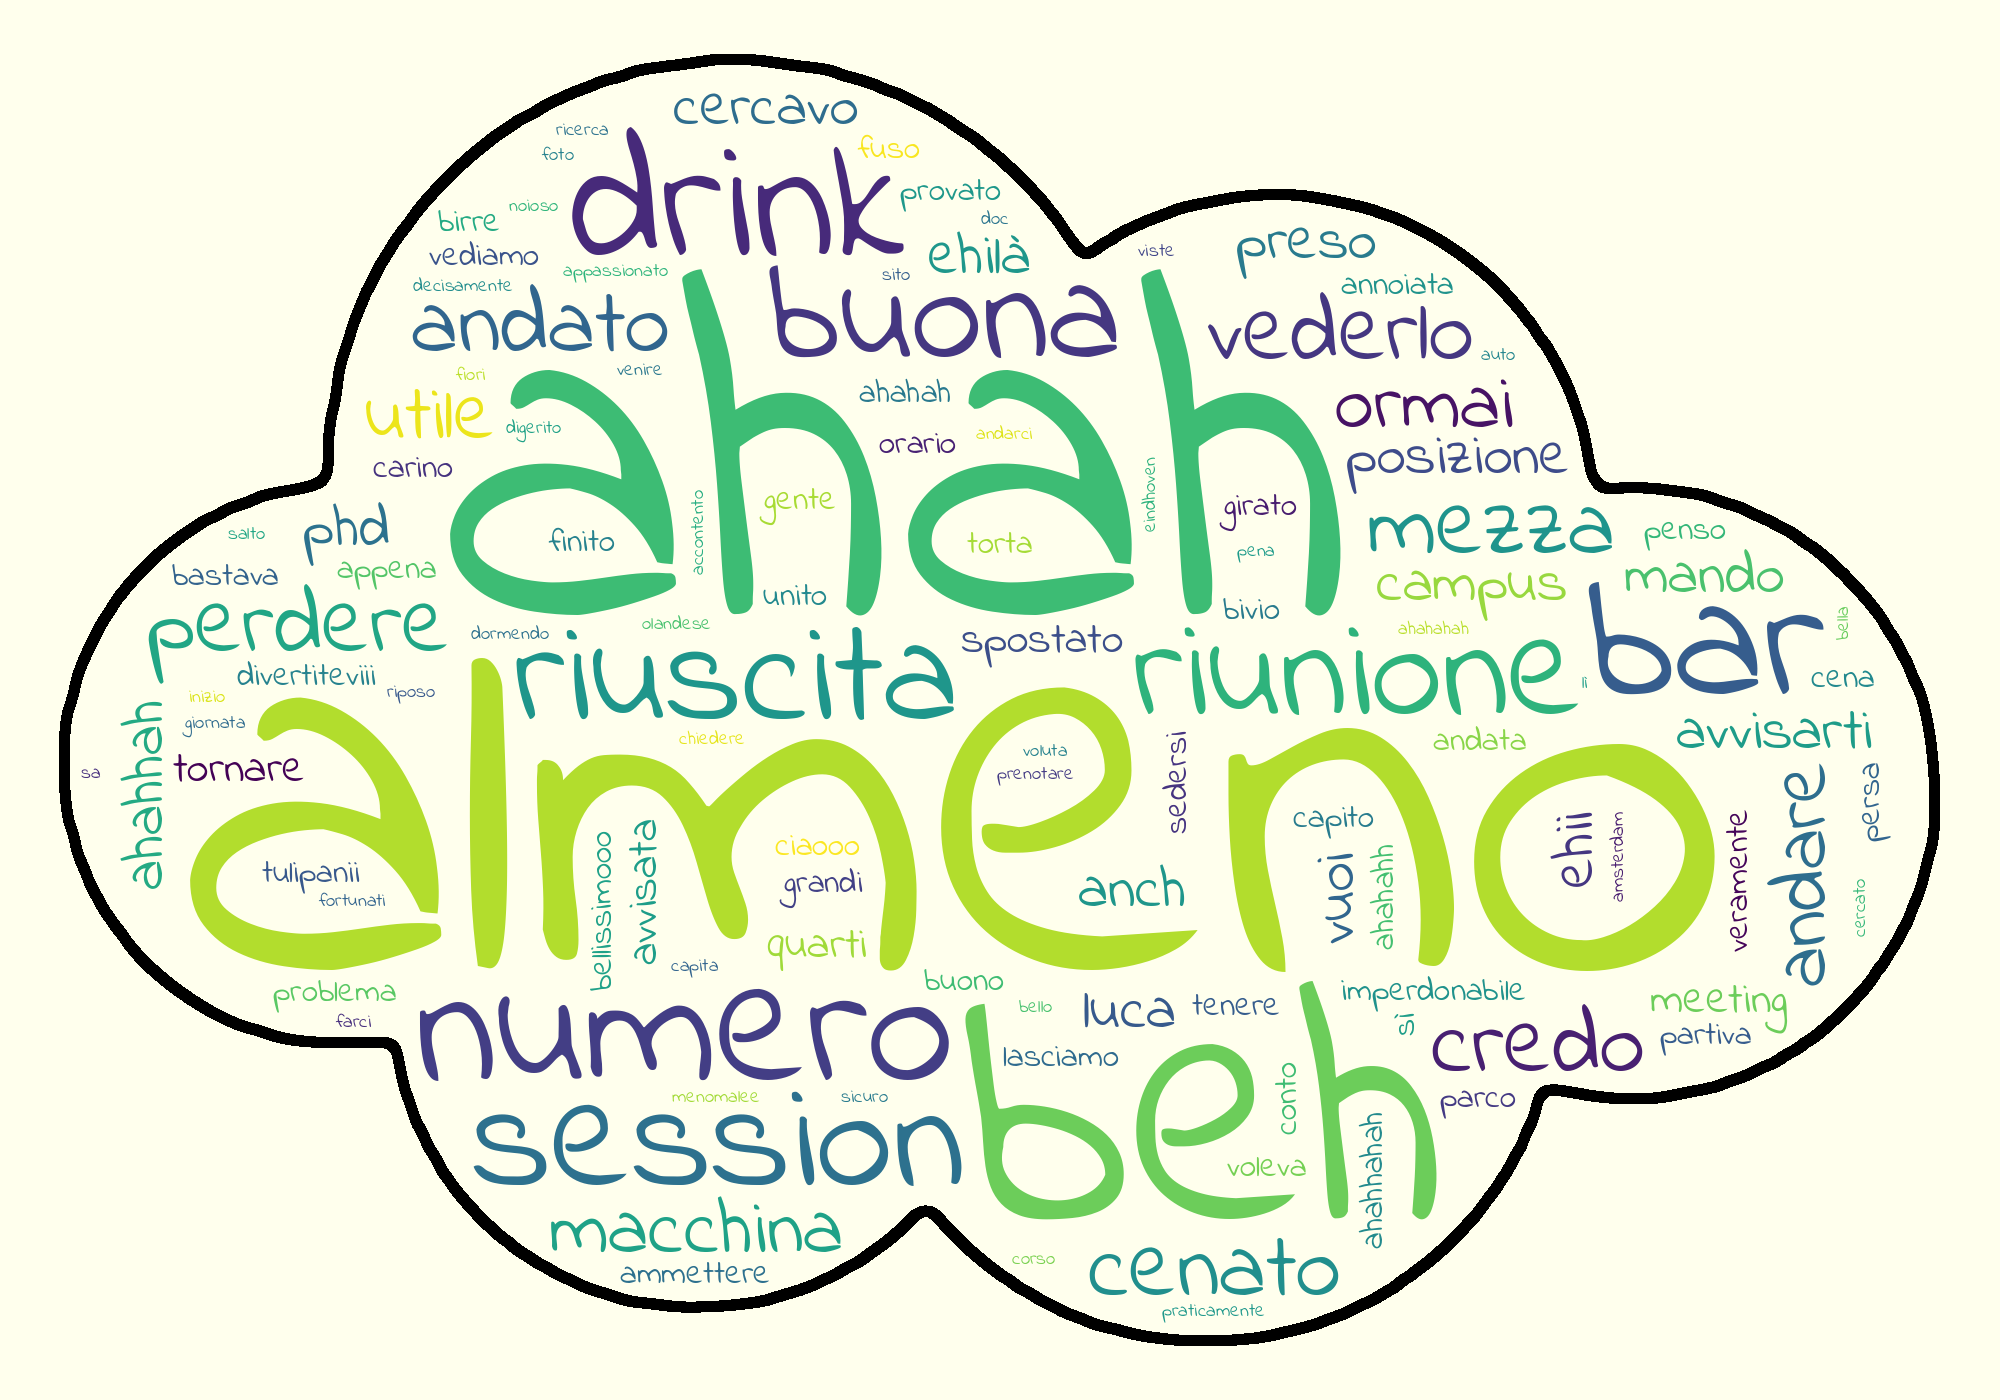 cercavo
ricerca
foto
drink
fuso
provato
noioso
birre
doc
vediamo
ehilà
viste
preso
appassionato
sito
decisamente
annoiata
andato
buona
vederlo
auto
venire
fiori
utile
ahah
ahahah
ormai
digerito
orario
andarci
carino
posizione
eindhoven
accontento
gente
girato
phd
salto
finito
torta
pena
mezza
penso
bastava
appena
mando
unito
campus
bivio
perdere
dormendo
olandese
spostato
ahahahah
bella
bar
riuscita
riunione
divertiteviii
riposo
lì
cena
inizio
giornata
almeno
chiedere
andata
avvisarti
ahahhah
tornare
sa
voluta
prenotare
sedersi
persa
tulipanii
fortunati
bellissimooo
avvisata
ciaooo
grandi
anch
capito
vuoi
ahahahh
ehii
amsterdam
veramente
andare
cercato
quarti
capita
problema
farci
numero
buono
bello
luca
tenere
imperdonabile
sì
meeting
partiva
credo
lasciamo
beh
menomalee
sicuro
conto
parco
session
voleva
ahahhahah
macchina
ammettere
corso
cenato
praticamente